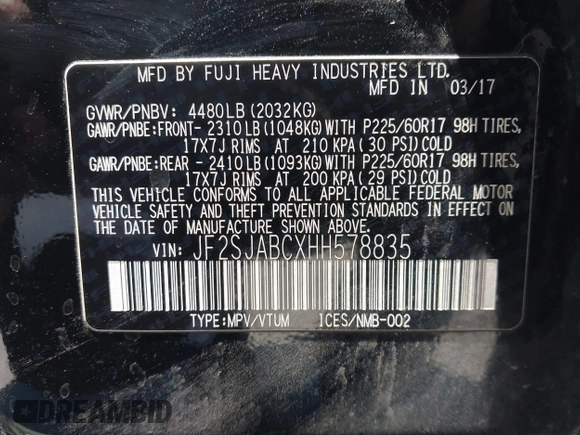 MFD BY FUJI HEAVY INDUSTRIES LTD.
MFD IN 03/17
GVWR/PNBV: 4480LB (2032KG)
GAWR/PNBE:FRONT- 2310LB(1048KG)WITH P225/60R17 98H TIRES,
17X7J RIMS AT 210 KPA(30 PSI)COLD
GAWR/PNBE:REAR - 2410LB(1093KG)WITH P225/60R17 98H TIRES,
17X7J RIMS AT 200 KPA(29 PSI)COLD
THIS VEHICLE CONFORMS TO ALL APPLICABLE FEDERAL MOTOR
VEHICLE SAFETY AND THEFT PREVENTION STANDARDS IN EFFECT ON
THE DATE OF MANUFACTURE SHOWN ABOVE.
VIN: JF2SJABCXHH578835
TYPE:MPV/VTUM ICES/NMB-002
DREAMBID